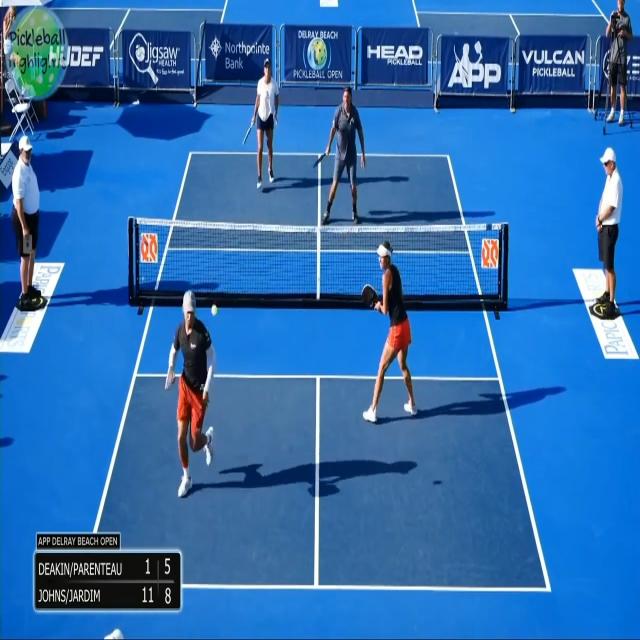 Pickleball
Highlights
HUDEF
Jigsaw
HEALTH
Northpointe
Bank
DELRAY BEACH
PICKLEBALL OPEN
HEAD
PICKLEBALL
APP
VULCAN
PICKLEBALL
APP DELRAY BEACH OPEN
DEAKIN/PARENTEAU 1 5
JOHNS/JARDIM 11 8